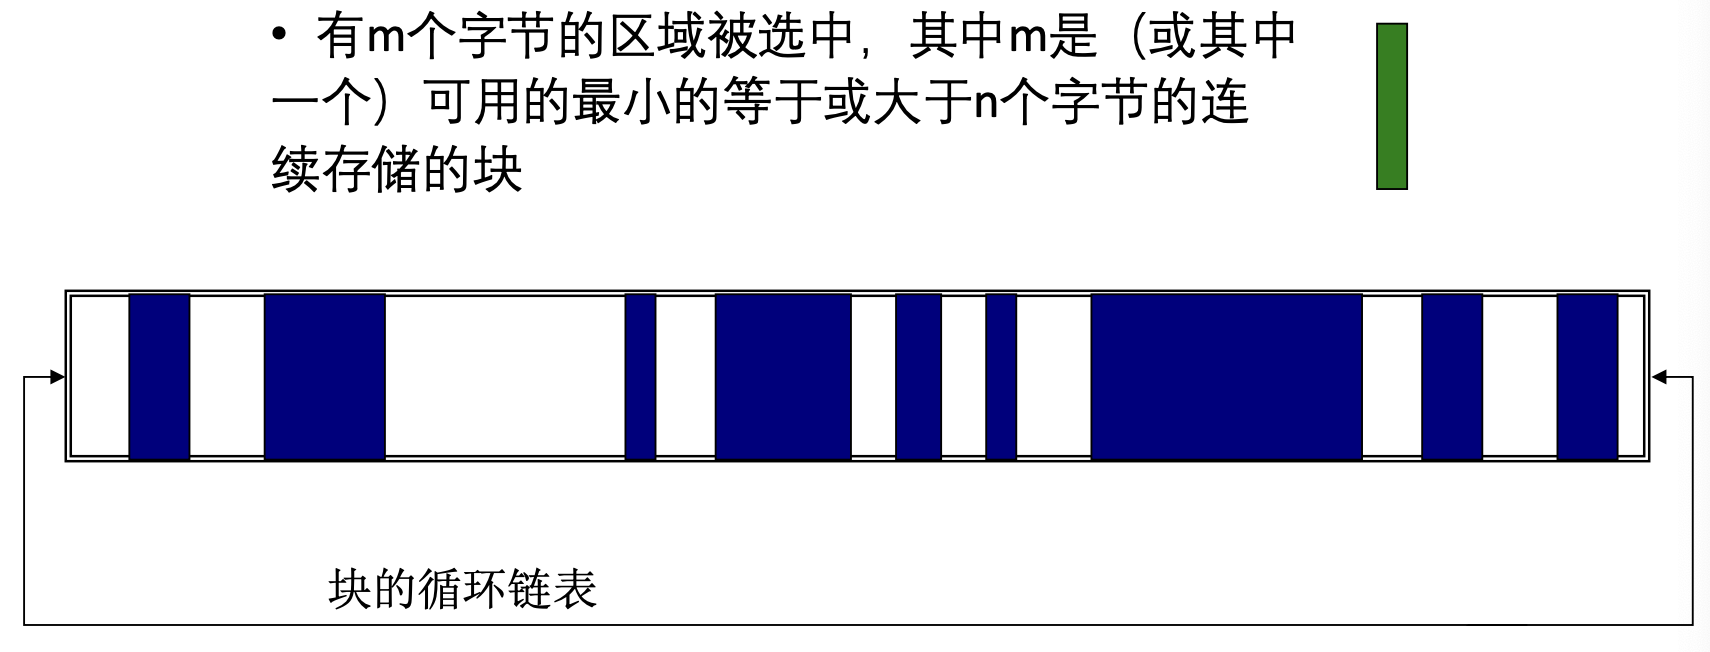 • 有m个字节的区域被选中，其中m是（或其中
一个）可用的最小的等于或大于n个字节的连
续存储的块
块的循环链表